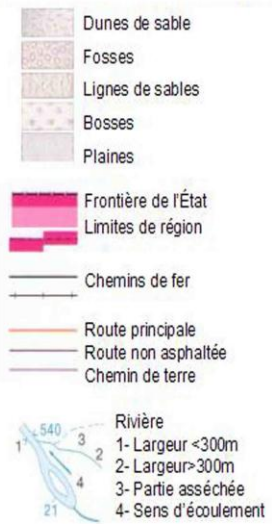 Dunes de sable
Fosses
Lignes de sables
Bosses
Plaines
Frontière de l'État
Limites de région
Chemins de fer
Route principale
Route non asphaltée
Chemin de terre
Rivière
1- Largeur <300m
2- Largeur>300m
3- Partie asséchée
4- Sens d'écoulement
540
1
3
2
4
21